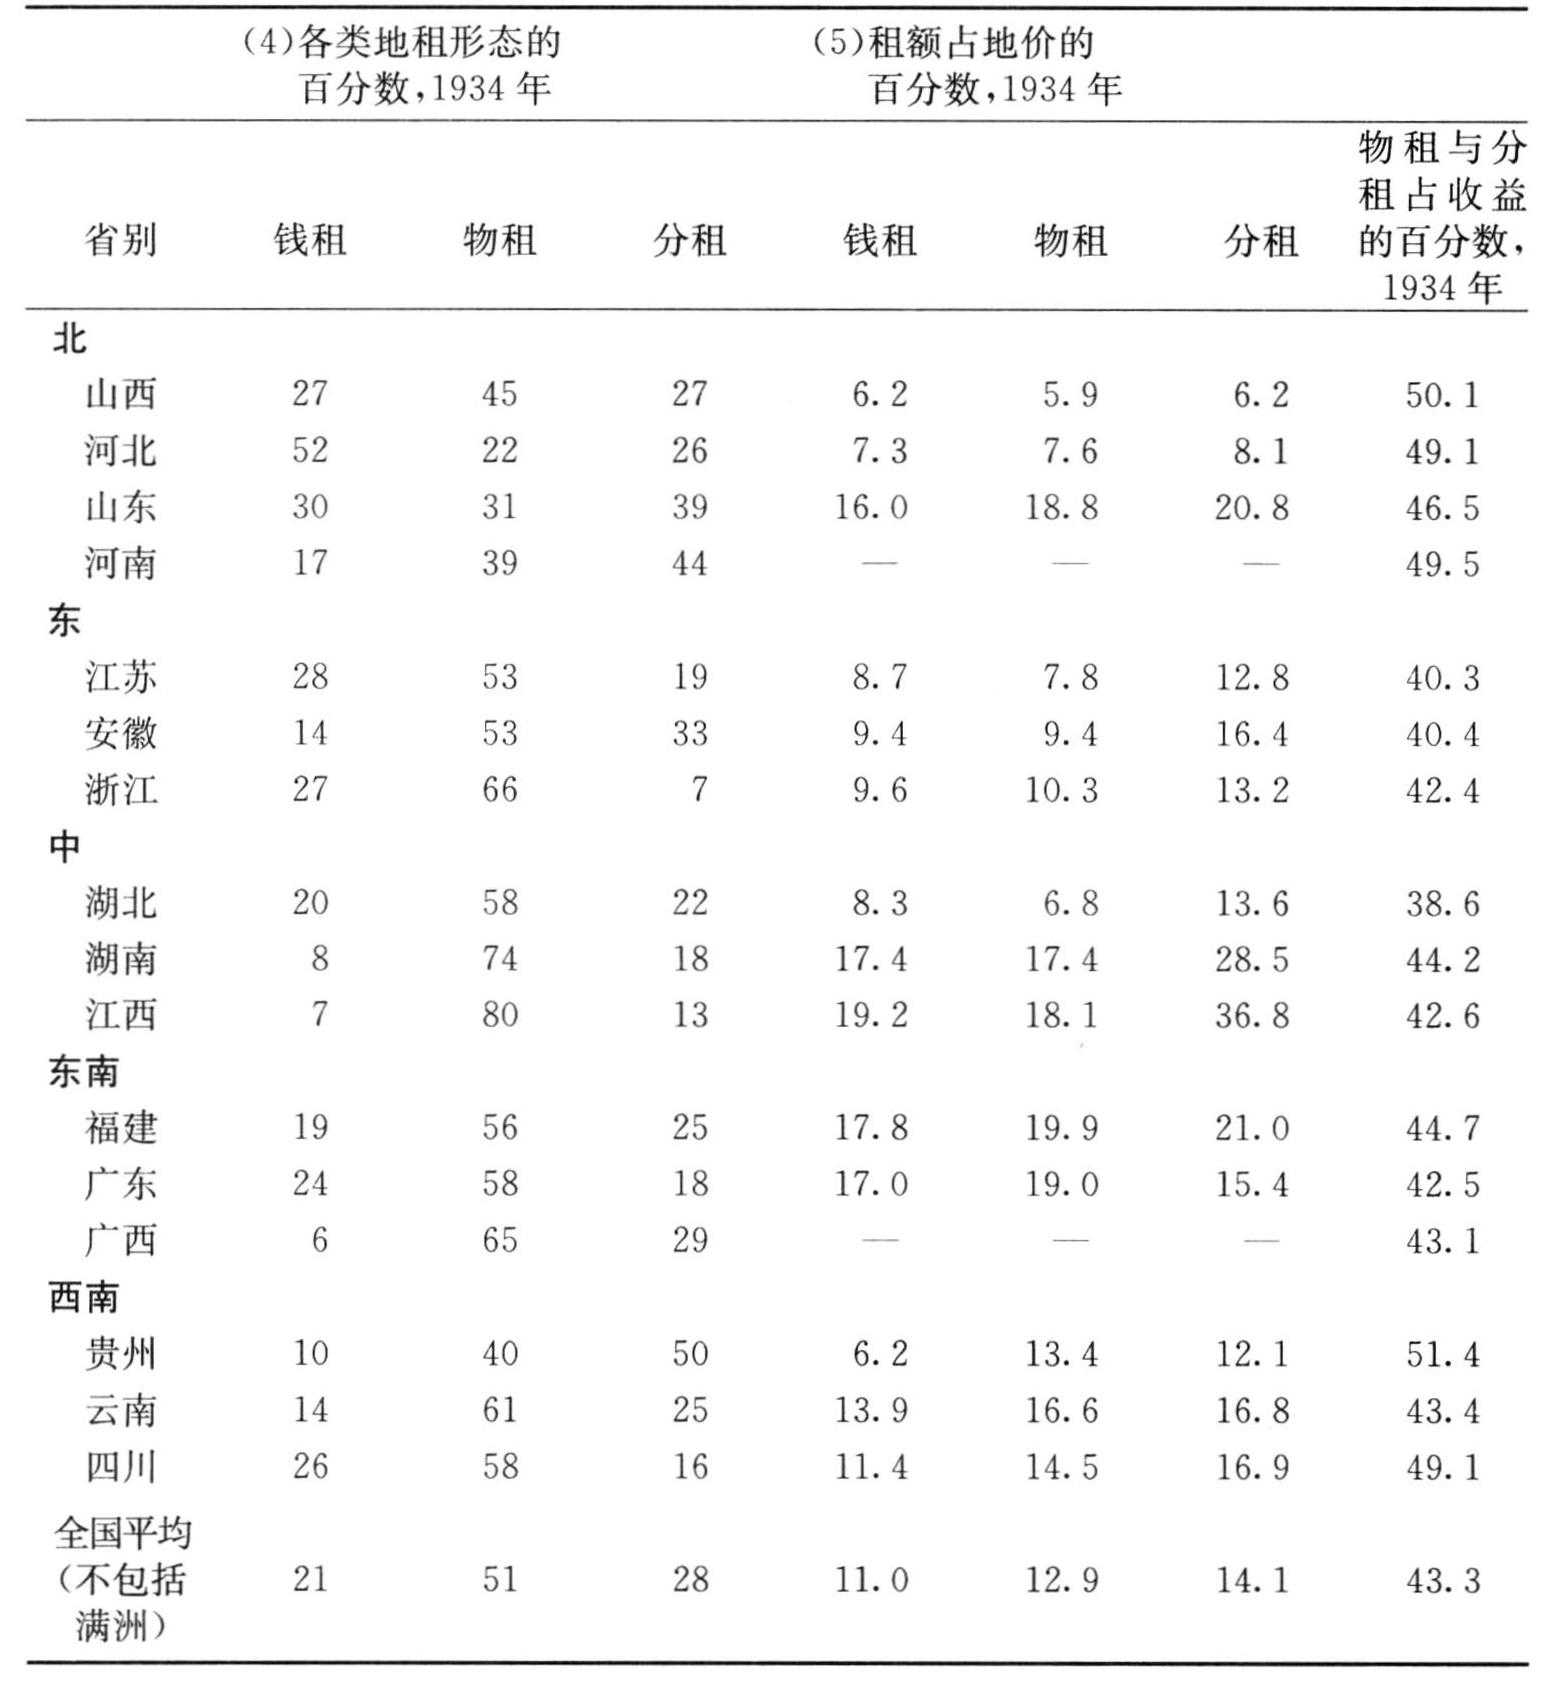 (4)各类地租形态的 (5)租额占地价的
百分数,1934 年 百分数,1934 年
物租与分
租占收益
省别 钱租 物租 分租 钱租 物租 分租 的百分数,
1934 年
北
山西 27 45 27 6.2 5.9 6.2 50.1
河北 52 22 26 7.3 7.6 8.1 49.1
山东 30 31 39 16.0 18.8 20.8 46.5
河南 17 39 44 — — — 49.5
东
江苏 28 53 19 8.7 7.8 12.8 40.3
安徽 14 53 33 9.4 9.4 16.4 40.4
浙江 27 66 7 9.6 10.3 13.2 42.4
中
湖北 20 58 22 8.3 6.8 13.6 38.6
湖南 8 74 18 17.4 17.4 28.5 44.2
江西 7 80 13 19.2 18.1 36.8 42.6
东南
福建 19 56 25 17.8 19.9 21.0 44.7
广东 24 58 18 17.0 19.0 15.4 42.5
广西 6 65 29 — — — 43.1
西南
贵州 10 40 50 6.2 13.4 12.1 51.4
云南 14 61 25 13.9 16.6 16.8 43.4
四川 26 58 16 11.4 14.5 16.9 49.1
全国平均
(不包括 21 51 28 11.0 12.9 14.1 43.3
满洲)